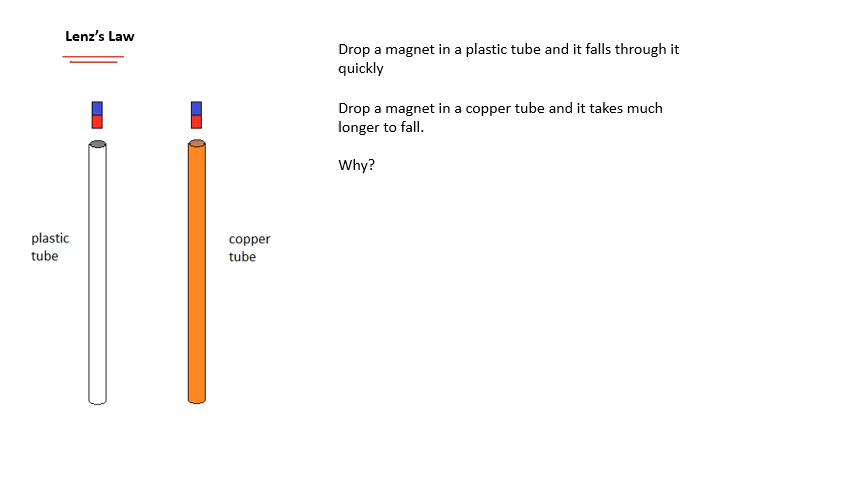 Lenz’s Law
Drop a magnet in a plastic tube and it falls through it
quickly
Drop a magnet in a copper tube and it takes much
longer to fall.
Why?
plastic
tube
copper
tube